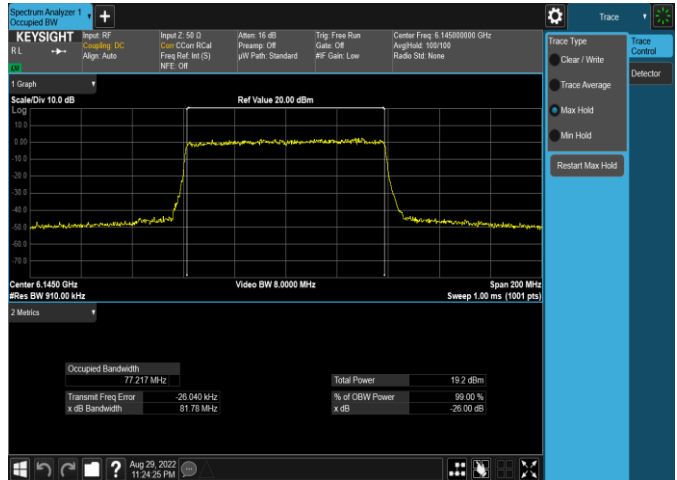 Spectrum Analyzer 1
Occupied BW
Trace
KEYSIGHT
Input: RF
Input Z: 50 Ω
Atten: 16 dB
Trig: Free Run
Center Freq: 6.145000000 GHz
RL
Coupling: DC
Corr CCorr RCal
Preamp: Off
Gate: Off
Avg|Hold: 100/100
Align: Auto
Freq Ref: Int (S)
µW Path: Standard
#IF Gain: Low
Radio Std: None
NFE: Off
Trace Type
Clear / Write
Trace Average
Max Hold
Min Hold
Restart Max Hold
Trace
Control
Detector
1 Graph
Scale/Div 10.0 dB
Ref Value 20.00 dBm
Log
10.0
0.00
-10.0
-20.0
-30.0
-40.0
-50.0
-60.0
-70.0
Center 6.1450 GHz
Video BW 8.0000 MHz
Span 200 MHz
#Res BW 910.00 kHz
Sweep 1.00 ms (1001 pts)
2 Metrics
Occupied Bandwidth
77.217 MHz
Total Power 19.2 dBm
Transmit Freq Error -26.040 kHz
% of OBW Power 99.00 %
x dB Bandwidth 81.78 MHz
x dB -26.00 dB
Aug 29, 2022
11:24:25 PM